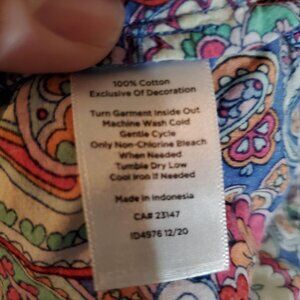 100% Cotton
Exclusive Of Decoration
Turn Garment Inside Out
Machine Wash Cold
Gentle Cycle
Only Non-Chlorine Bleach
When Needed
Tumble Dry Low
Cool Iron If Needed
Made in Indonesia
CA# 23147
ID4976 12/20